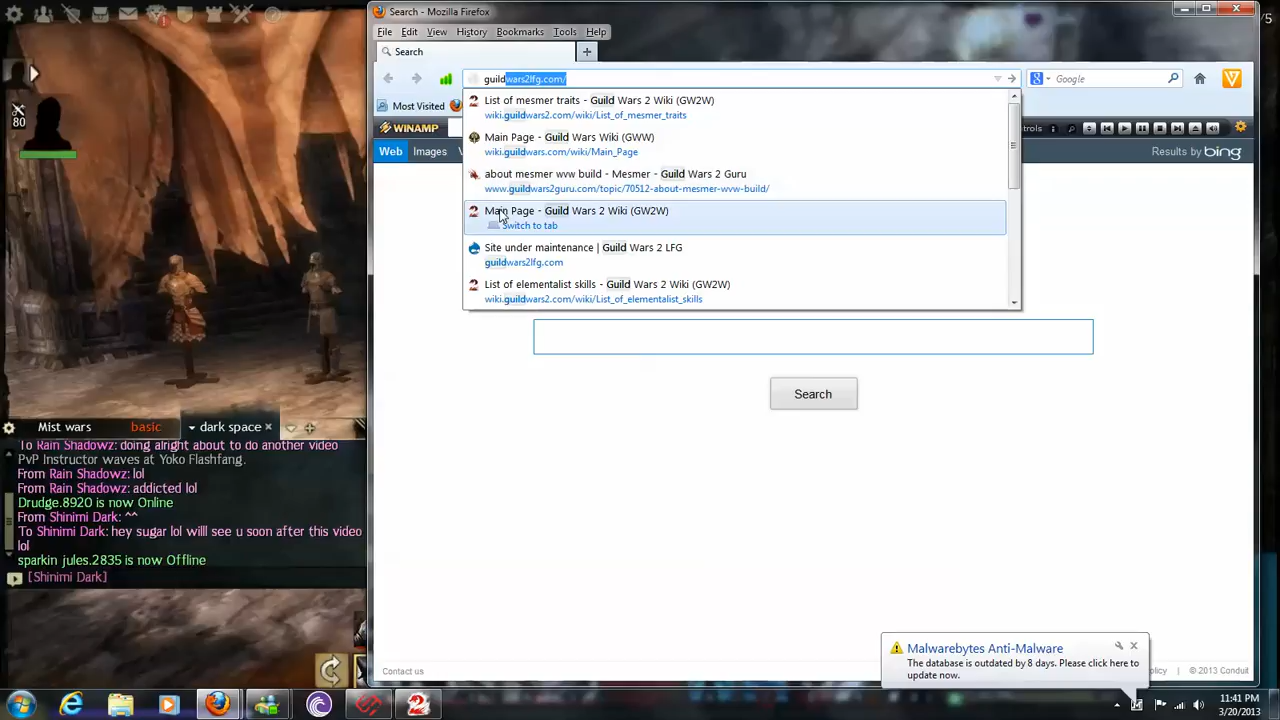 /5
80
Mist wars
basic
dark space
To Rain Shadowz: doing alright about to do another video
PvP Instructor waves at Yoko Flashfang.
From Rain Shadowz: lol
From Rain Shadowz: addicted lol
Drudge.8920 is now Online
From Shinimi Dark: ^^
To Shinimi Dark: hey sugar lol willl see u soon after this video
lol
sparkin jules.2835 is now Offline
[Shinimi Dark]
Search - Mozilla Firefox
File Edit View History Bookmarks Tools Help
Search
guildwars2lfg.com/
Google
Most Visited
WINAMP
Web Images V
Results by bing
List of mesmer traits - Guild Wars 2 Wiki (GW2W)
wiki.guildwars2.com/wiki/List_of_mesmer_traits
Main Page - Guild Wars Wiki (GWW)
wiki.guildwars.com/wiki/Main_Page
about mesmer wvw build - Mesmer - Guild Wars 2 Guru
www.guildwars2guru.com/topic/70512-about-mesmer-wvw-build/
Main Page - Guild Wars 2 Wiki (GW2W)
Switch to tab
Site under maintenance | Guild Wars 2 LFG
guildwars2lfg.com
List of elementalist skills - Guild Wars 2 Wiki (GW2W)
wiki.guildwars2.com/wiki/List_of_elementalist_skills
Search
Contact us
© 2013 Conduit
Malwarebytes Anti-Malware
The database is outdated by 8 days. Please click here to
update now.
11:41 PM
3/20/2013